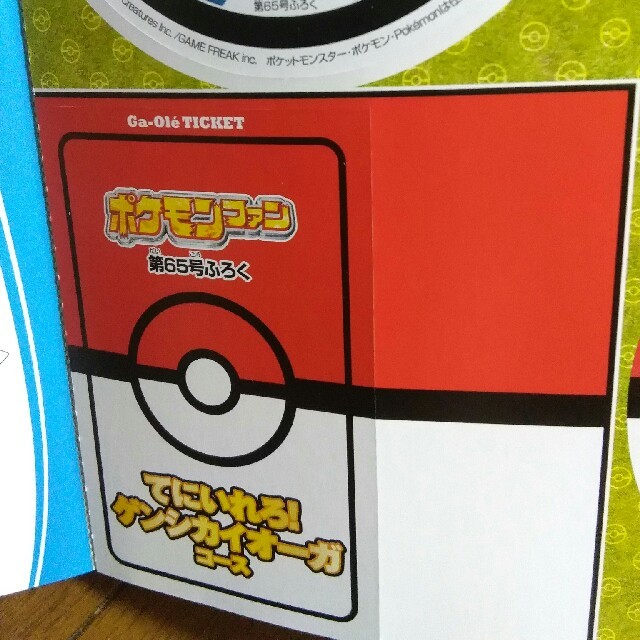 第65号ふろく
Creatures Inc. /GAME FREAK inc. ポケットモンスター・ポケモン・Pokémonは
Ga-Olé TICKET
ポケモンファン
第65号ふろく
てにいれろ!
ゲンシカイオーガ
コース